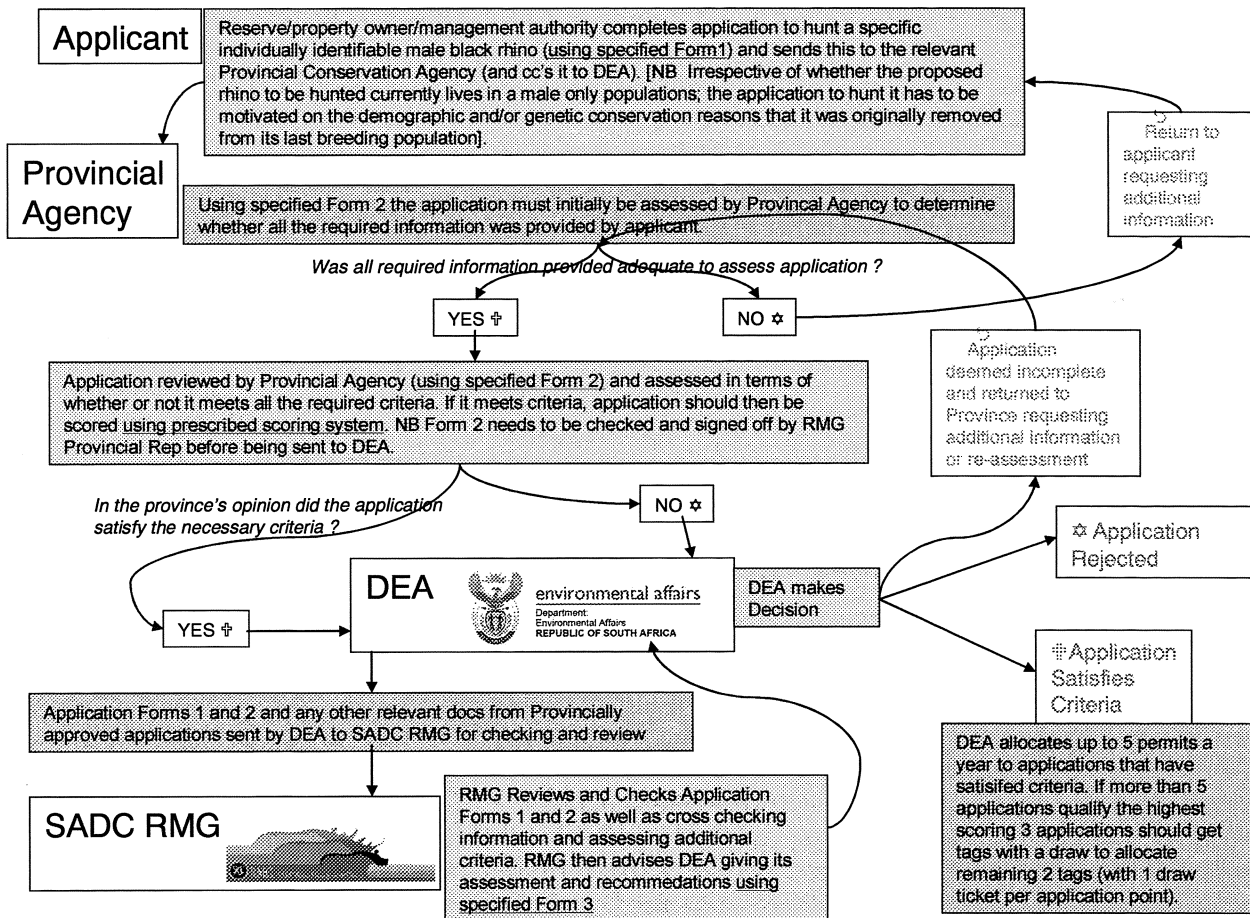 Applicant
Reserve/property owner/management authority completes application to hunt a specific
individually identifiable male black rhino (using specified Form1) and sends this to the relevant
Provincial Conservation Agency (and cc's it to DEA). [NB Irrespective of whether the proposed
rhino to be hunted currently lives in a male only populations; the application to hunt it has to be
motivated on the demographic and/or genetic conservation reasons that it was originally removed
from its last breeding population].
Return to
applicant
requesting
additional
information
Provincial
Agency
Using specified Form 2 the application must initially be assessed by Provincal Agency to determine
whether all the required information was provided by applicant.
Was all required information provided adequate to assess application ?
YES ✞
NO ✡
Application
deemed incomplete
and returned to
Province requesting
additional information
or re-assessment
Application reviewed by Provincial Agency (using specified Form 2) and assessed in terms of
whether or not it meets all the required criteria. If it meets criteria, application should then be
scored using prescribed scoring system. NB Form 2 needs to be checked and signed off by RMG
Provincial Rep before being sent to DEA.
In the province's opinion did the application
satisfy the necessary criteria ?
NO ✡
YES ✞
DEA
environmental affairs
Department:
Environmental Affairs
REPUBLIC OF SOUTH AFRICA
DEA makes
Decision
✡ Application
Rejected
✞ Application
Satisfies
Criteria
Application Forms 1 and 2 and any other relevant docs from Provincially
approved applications sent by DEA to SADC RMG for checking and review
SADC RMG
RMG Reviews and Checks Application
Forms 1 and 2 as well as cross checking
information and assessing additional
criteria. RMG then advises DEA giving its
assessment and recommedations using
specified Form 3
DEA allocates up to 5 permits a
year to applications that have
satisifed criteria. If more than 5
applications qualify the highest
scoring 3 applications should get
tags with a draw to allocate
remaining 2 tags (with 1 draw
ticket per application point).